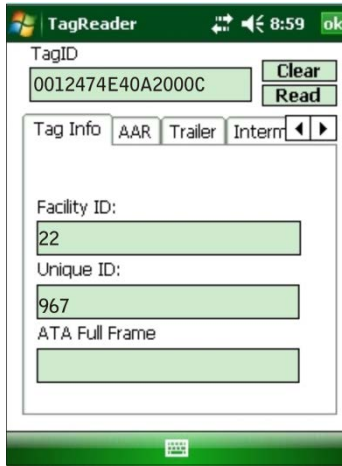 TagReader 8:59 ok
TagID
0012474E40A2000C
Clear
Read
Tag Info AAR Trailer Interm
Facility ID:
22
Unique ID:
967
ATA Full Frame